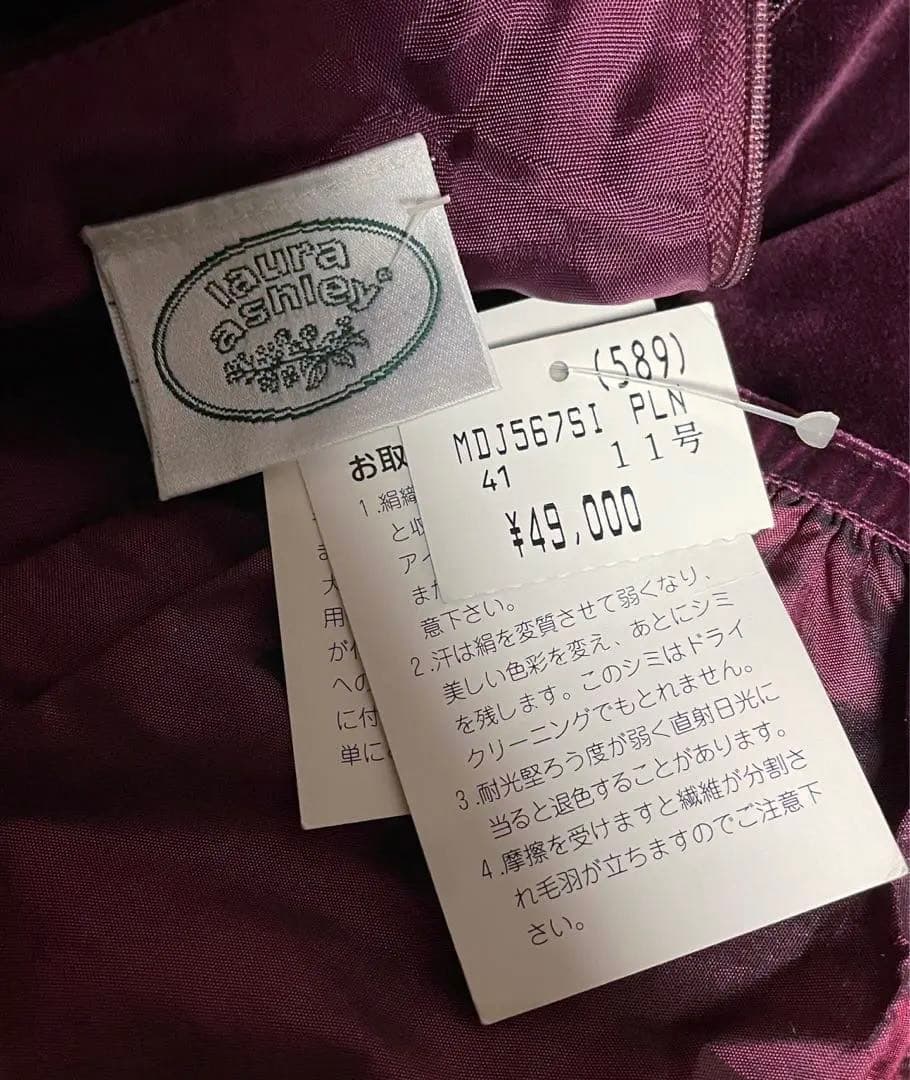 laura
ashley
(589)
MDJ567SI PLN
41 11号
¥49,000
お取
1.絹織
と収
アイ
また
意下さい。
2.汗は絹を変質させて弱くなり、
美しい色彩を変え、あとにシミ
を残します。このシミはドライ
クリーニングでもとれません。
3.耐光堅ろう度が弱く直射日光に
当ると退色することがあります。
4.摩擦を受けますと繊維が分割さ
れ毛羽が立ちますのでご注意下
さい。
ま
大
用
が
への
に付
単に